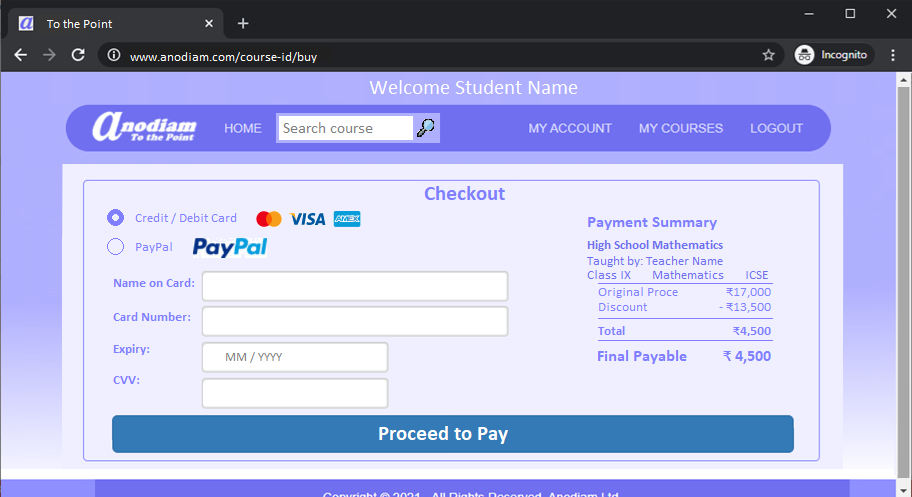 To the Point
www.anodiam.com/course-id/buy
Incognito
Welcome Student Name
anodiam
To the Point
HOME
Search course
MY ACCOUNT
MY COURSES
LOGOUT
Checkout
Credit / Debit Card
VISA
AMEX
PayPal
PayPal
Name on Card:
Card Number:
Expiry:
MM / YYYY
CVV:
Payment Summary
High School Mathematics
Taught by: Teacher Name
Class IX Mathematics ICSE
Original Proce ₹17,000
Discount - ₹13,500
Total ₹4,500
Final Payable ₹ 4,500
Proceed to Pay
Copyright © 2021 - All Rights Reserved. Anodiam Ltd.